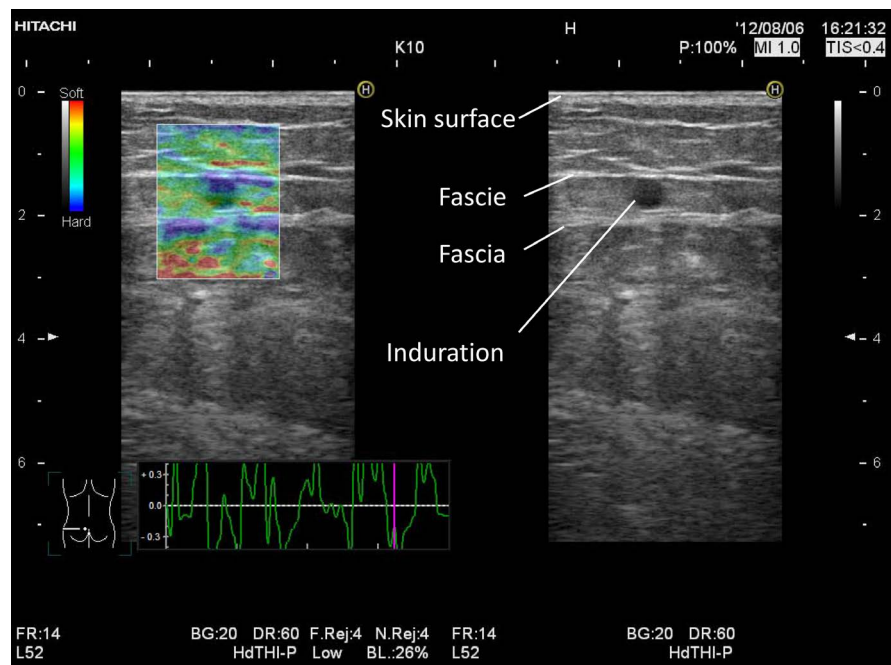 HITACHI
H
'12/08/06 16:21:32
K10
P:100% MI 1.0 TIS<0.4
0
Soft
H
Skin surface
H
0
Fascie
2
Hard
2
Fascia
4
4
Induration
6
6
+ 0.3
0.0
- 0.3
FR:14
BG:20 DR:60 F.Rej:4 N.Rej:4
FR:14
BG:20 DR:60
L52
HdTHI-P Low BL.:26%
L52
HdTHI-P